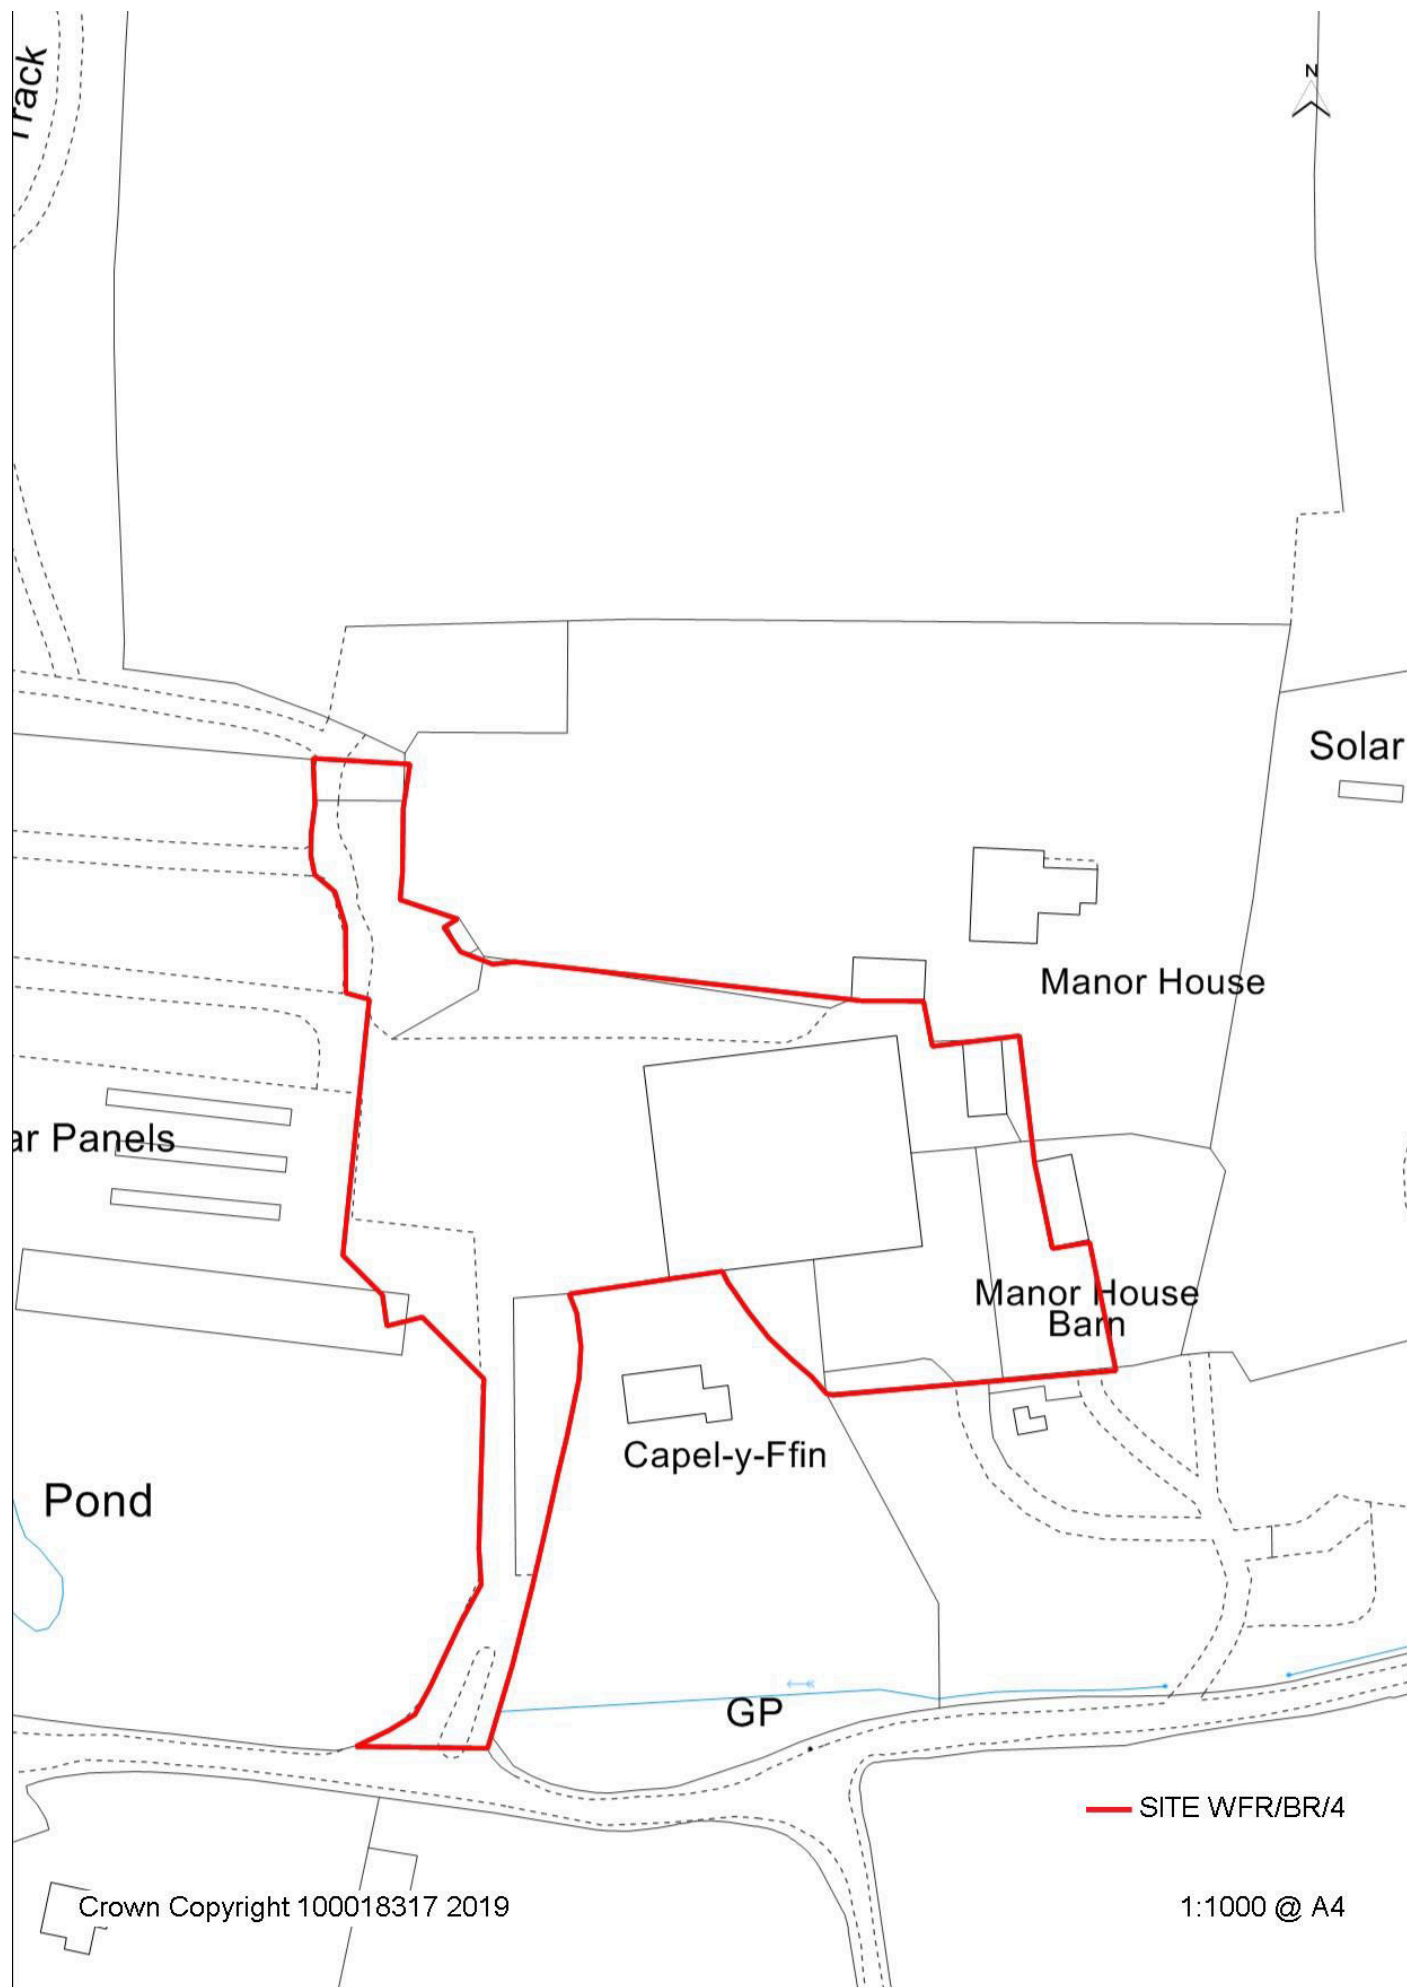 Track
N
Solar
Manor House
ar Panels
Manor House
Barn
Capel-y-Ffin
Pond
GP
SITE WFR/BR/4
Crown Copyright 100018317 2019
1:1000 @ A4